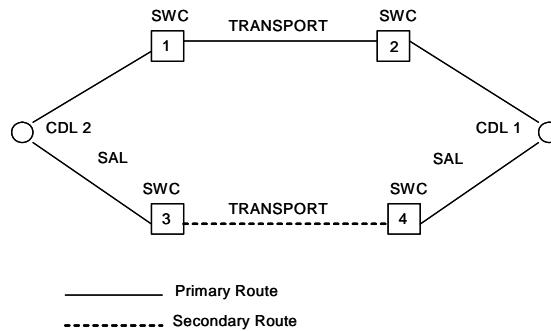 SWC
TRANSPORT
SWC
1
2
CDL 2
CDL 1
SAL
SAL
SWC
SWC
TRANSPORT
3
4
Primary Route
Secondary Route